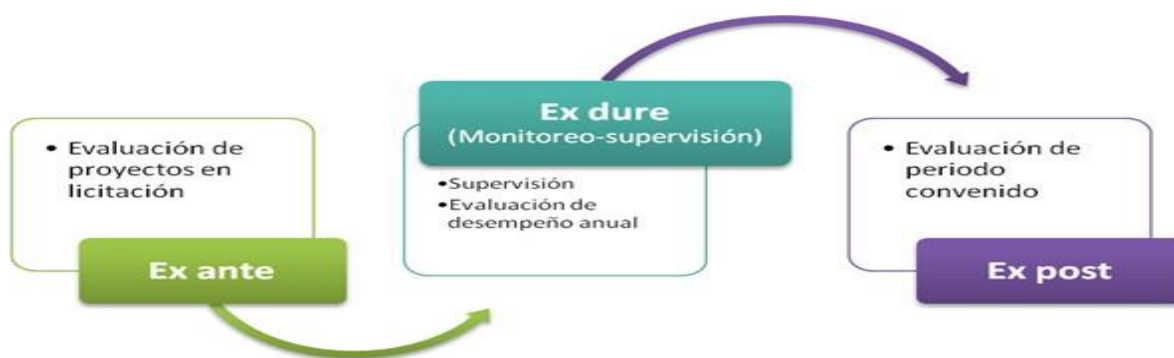 • Evaluación de
proyectos en
licitación
Ex ante
Ex dure
(Monitoreo-supervisión)
•Supervisión
•Evaluación de
desempeño anual
• Evaluación de
periodo
convenido
Ex post